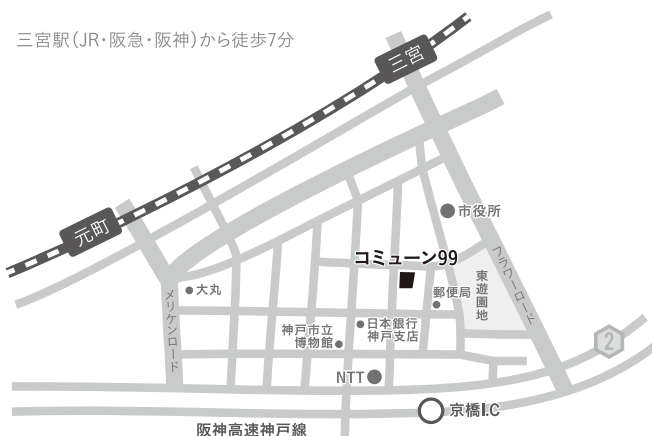 三宮駅（JR・阪急・阪神）から徒歩7分
三宮
元町
市役所
コミューン99
フラワーロード
東遊園地
大丸
郵便局
メリケンロード
日本銀行
神戸支店
神戸市立
博物館
2
NTT
京橋I.C
阪神高速神戸線